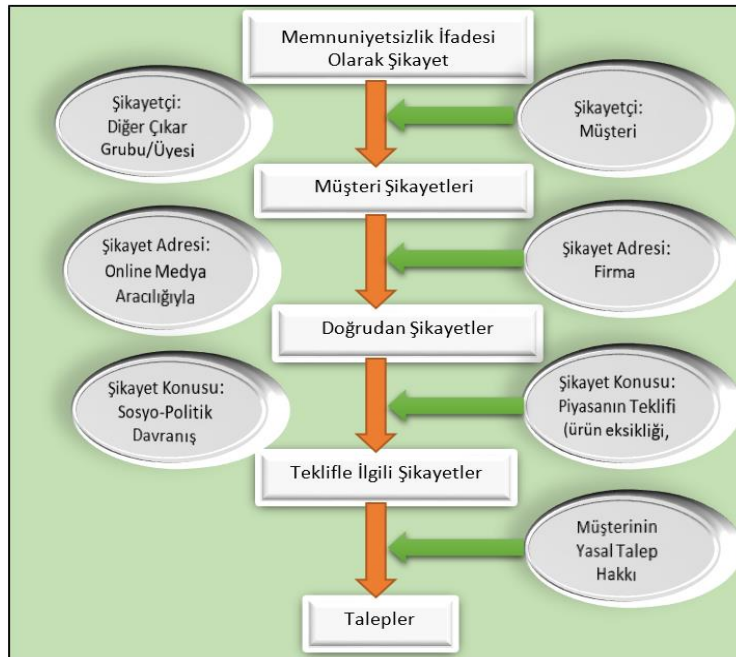 Memnuniyetsizlik İfadesi
Olarak Şikayet
Şikayetçi:
Diğer Çıkar
Grubu/Üyesi
Şikayetçi:
Müşteri
Müşteri Şikayetleri
Şikayet Adresi:
Online Medya
Aracılığıyla
Şikayet Adresi:
Firma
Doğrudan Şikayetler
Şikayet Konusu:
Sosyo-Politik
Davranış
Şikayet Konusu:
Piyasanın Teklifi
(ürün eksikliği,
Teklifle İlgili Şikayetler
Müşterinin
Yasal Talep
Hakkı
Talepler